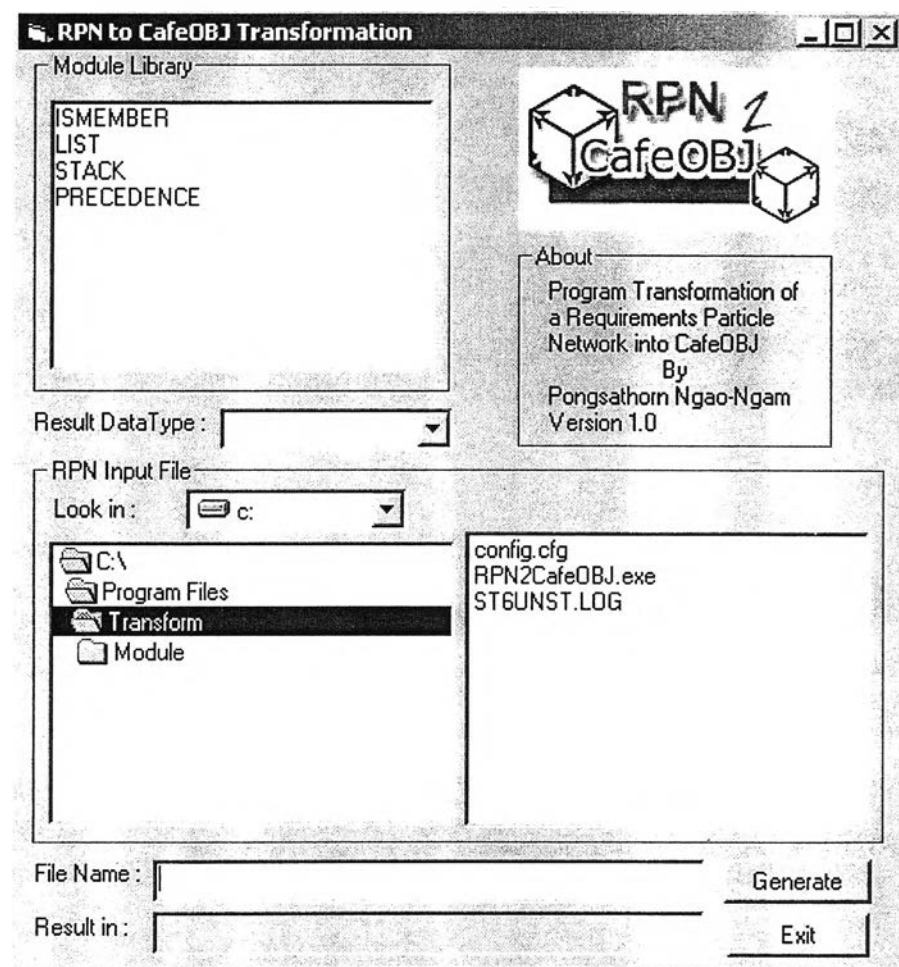 RPN to CafeOBJ Transformation
Module Library
ISMEMBER
LIST
STACK
PRECEDENCE
RPN 2
CafeOBJ
About
Program Transformation of
a Requirements Particle
Network into CafeOBJ
By
Pongsathorn Ngao-Ngam
Version 1.0
Result DataType :
RPN Input File
Look in :
c:
C:\
Program Files
Transform
Module
config.cfg
RPN2CafeOBJ.exe
ST6UNST.LOG
File Name :
Generate
Result in :
Exit